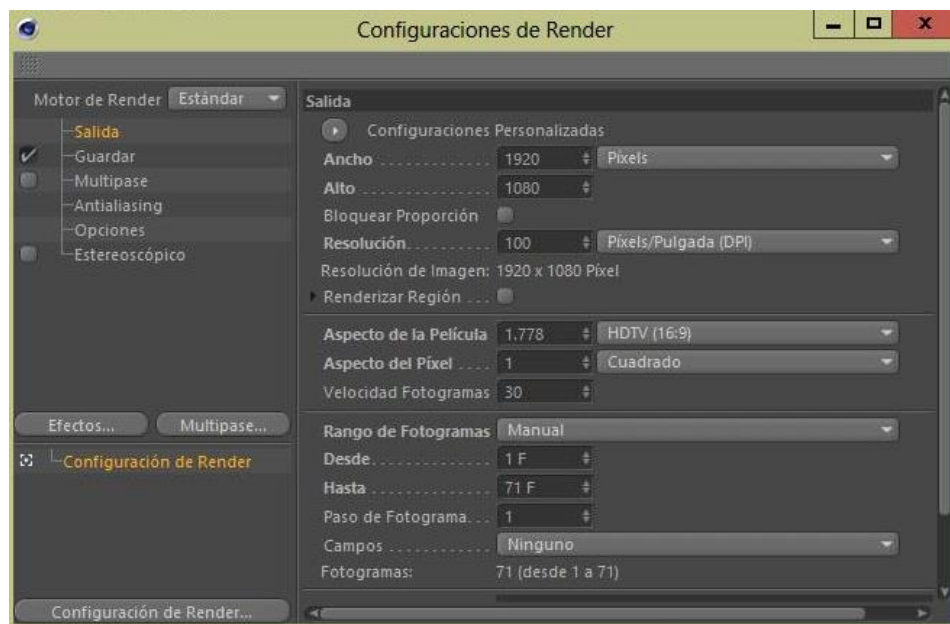 Configuraciones de Render
Motor de Render Estándar
Salida
Guardar
Multipase
Antialiasing
Opciones
Estereoscópico
Efectos... Multipase...
Configuración de Render
Configuración de Render...
Salida
Configuraciones Personalizadas
Ancho 1920 Píxels
Alto 1080
Bloquear Proporción
Resolución 100 Píxels/Pulgada (DPI)
Resolución de Imagen: 1920 x 1080 Píxel
Renderizar Región
Aspecto de la Película 1.778 HDTV (16:9)
Aspecto del Píxel 1 Cuadrado
Velocidad Fotogramas 30
Rango de Fotogramas Manual
Desde 1 F
Hasta 71 F
Paso de Fotograma... 1
Campos Ninguno
Fotogramas: 71 (desde 1 a 71)